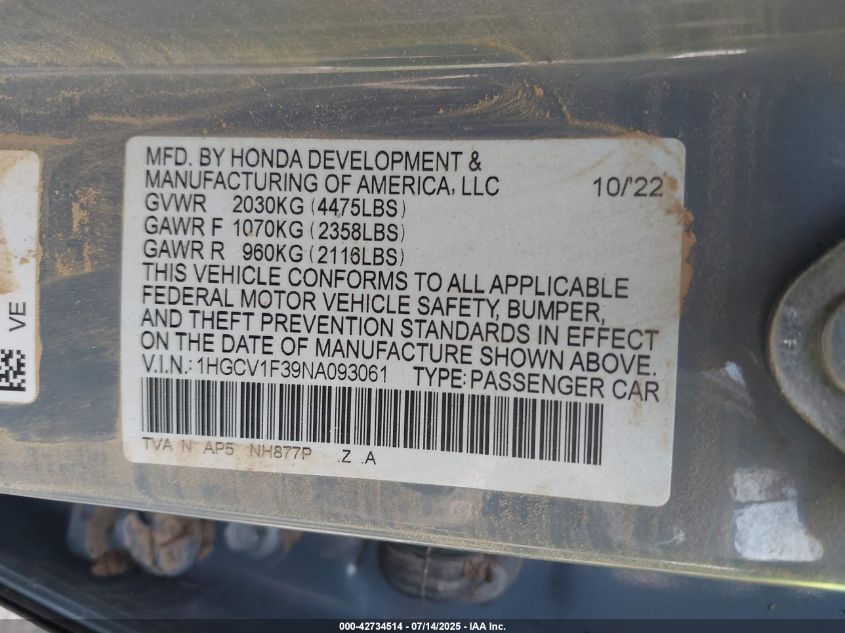 MFD. BY HONDA DEVELOPMENT &
MANUFACTURING OF AMERICA, LLC 10/'22
GVWR 2030KG (4475LBS)
GAWR F 1070KG (2358LBS)
GAWR R 960KG (2116LBS)
THIS VEHICLE CONFORMS TO ALL APPLICABLE
FEDERAL MOTOR VEHICLE SAFETY, BUMPER,
AND THEFT PREVENTION STANDARDS IN EFFECT
ON THE DATE OF MANUFACTURE SHOWN ABOVE.
V.I.N.: 1HGCV1F39NA093061 TYPE: PASSENGER CAR
TVA N AP5 NH877P .Z .A
VE
000-42734514 - 07/14/2025 - IAA Inc.